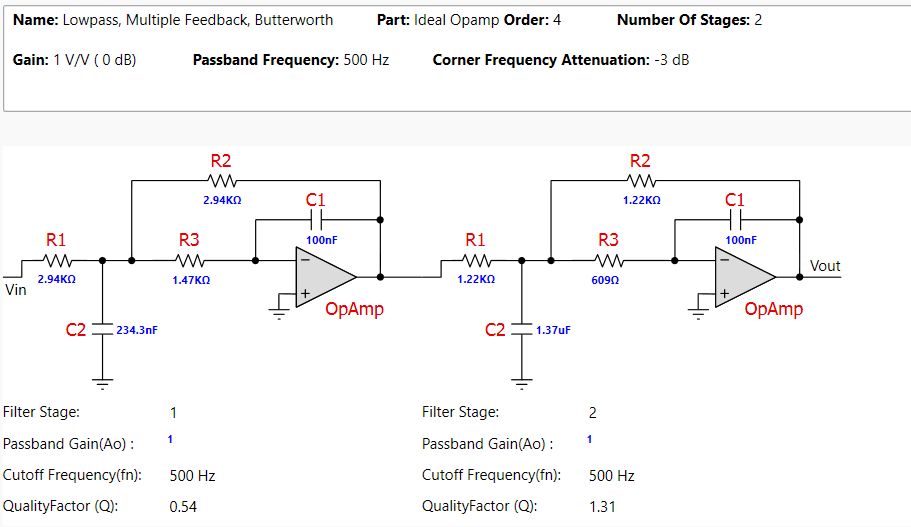 Name: Lowpass, Multiple Feedback, Butterworth Part: Ideal Opamp Order: 4 Number Of Stages: 2
Gain: 1 V/V ( 0 dB) Passband Frequency: 500 Hz Corner Frequency Attenuation: -3 dB
R2 R2
2.94KΩ C1 1.22KΩ C1
R1 R3 100nF R1 R3 100nF
2.94KΩ 1.47KΩ 1.22KΩ 609Ω
Vin Vout
OpAmp OpAmp
C2 234.3nF C2 1.37uF
Filter Stage: 1 Filter Stage: 2
Passband Gain(Ao) : 1 Passband Gain(Ao) : 1
Cutoff Frequency(fn): 500 Hz Cutoff Frequency(fn): 500 Hz
QualityFactor (Q): 0.54 QualityFactor (Q): 1.31